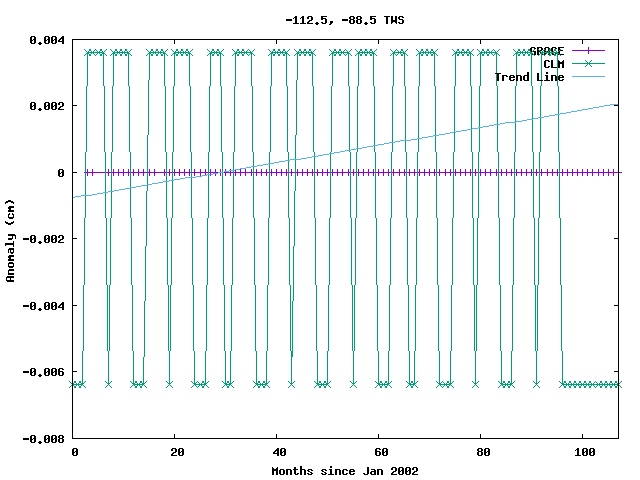 -112.5, -88.5 TWS
0.004
GRACE
CLM
Trend Line
0.002
0
-0.002
-0.004
-0.006
-0.008
Anomaly (cm)
0 20 40 60 80 100
Months since Jan 2002